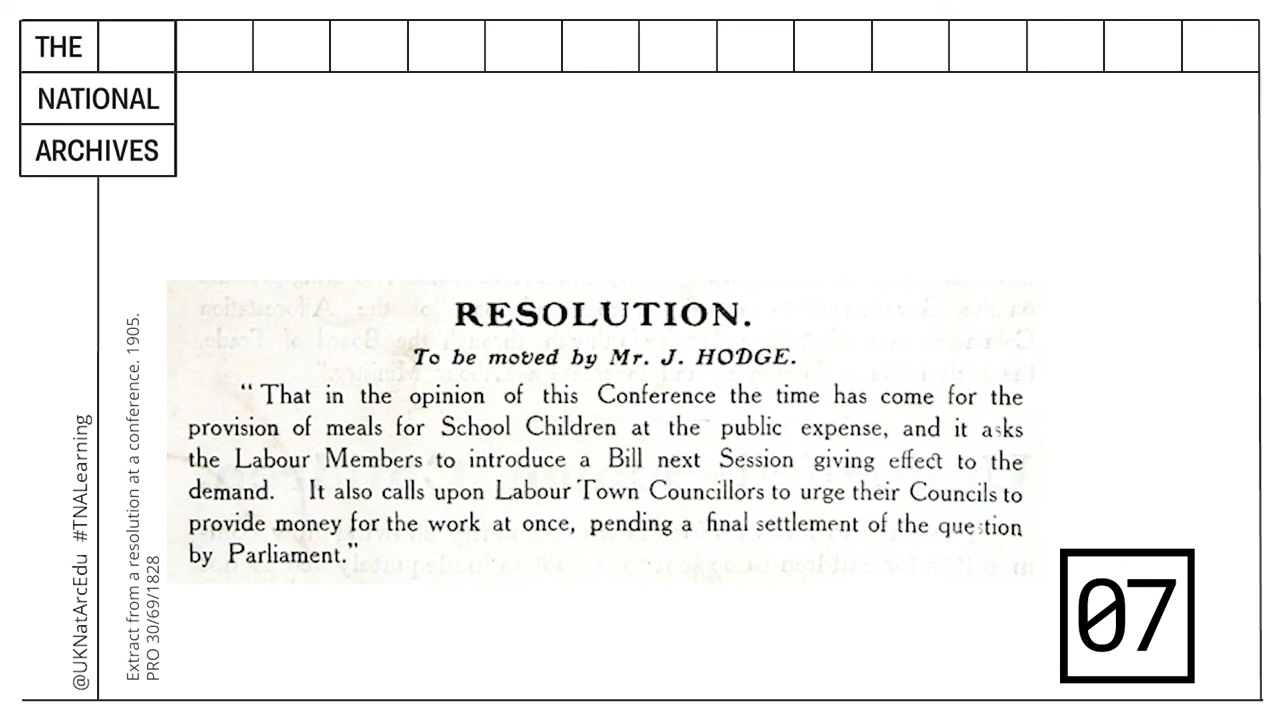 THE
NATIONAL
ARCHIVES
@UKNatArcEdu #TNALearning
Extract from a resolution at a conference. 1905.
PRO 30/69/1828
RESOLUTION.
To be moved by Mr. J. HODGE.
“ That in the opinion of this Conference the time has come for the
provision of meals for School Children at the public expense, and it asks
the Labour Members to introduce a Bill next Session giving effect to the
demand. It also calls upon Labour Town Councillors to urge their Councils to
provide money for the work at once, pending a final settlement of the question
by Parliament.”
07